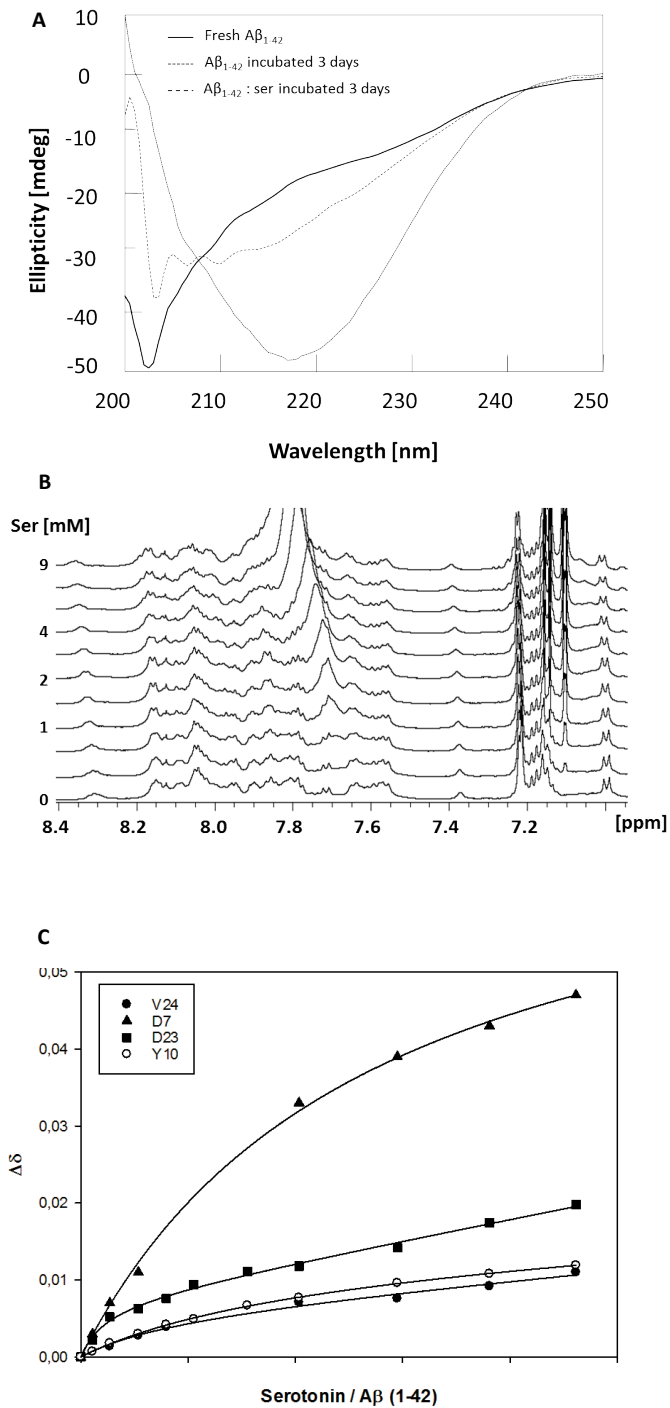 A
10
0
-10
-20
-30
-40
-50
Ellipticity [mdeg]
Fresh Aβ1-42
Aβ1-42 incubated 3 days
Aβ1-42 : ser incubated 3 days
200 210 220 230 240 250
Wavelength [nm]
B
Ser [mM]
9
4
2
1
0
8.4 8.2 8.0 7.8 7.6 7.4 7.2 [ppm]
C
0,05
0,04
0,03
0,02
0,01
0,00
Δδ
V24
D7
D23
Y10
Serotonin / Aβ (1-42)